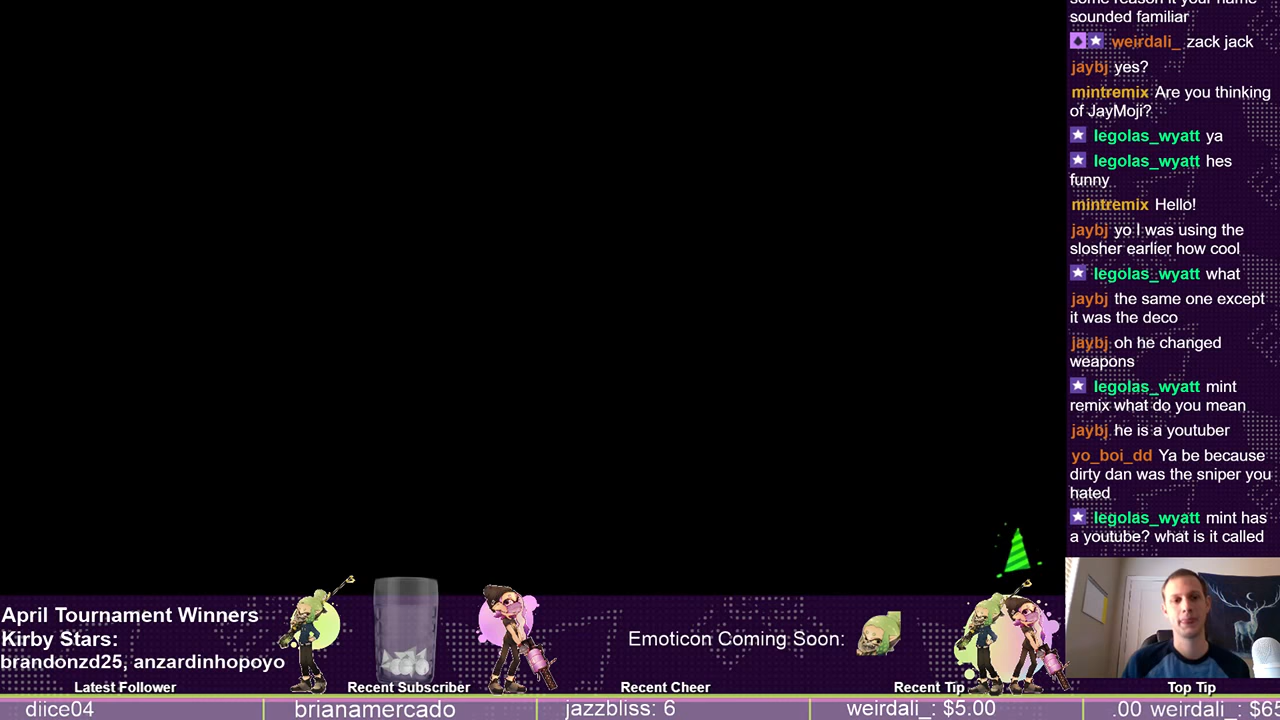 some reason it your name
sounded familiar
weirdali_ zack jack
jaybj yes?
mintremix Are you thinking
of JayMoji?
legolas_wyatt ya
legolas_wyatt hes
funny
mintremix Hello!
jaybj yo I was using the
slosher earlier how cool
legolas_wyatt what
jaybj the same one except
it was the deco
jaybj oh he changed
weapons
legolas_wyatt mint
remix what do you mean
jaybj he is a youtuber
yo_boi_dd Ya be because
dirty dan was the sniper you
hated
legolas_wyatt mint has
a youtube? what is it called
April Tournament Winners
Kirby Stars:
brandonzd25, anzardinhopoyo
Emoticon Coming Soon:
Latest Follower
Recent Subscriber
Recent Cheer
Recent Tip
Top Tip
diice04
brianamercado
jazzbliss: 6
weirdali_: $5.00
.00 weirdali_: $65